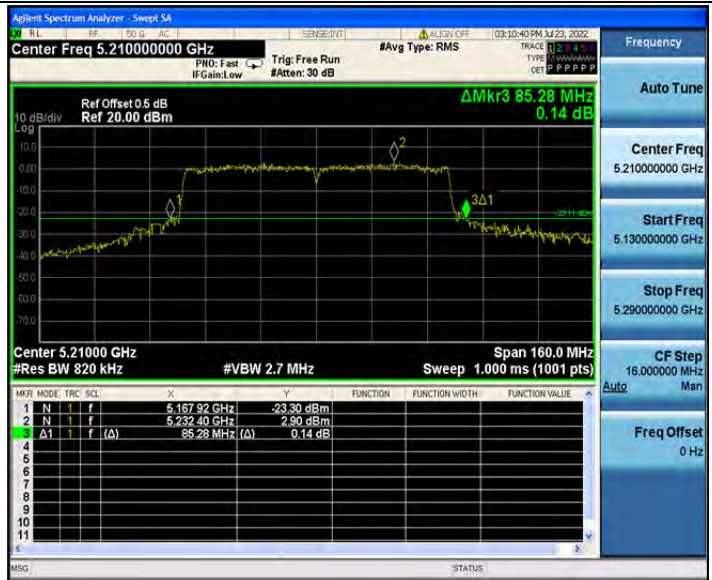 Agilent Spectrum Analyzer - Swept SA
RL RF 50 Ω AC SENSE:INT ALIGN OFF 03:10:40 PM Jul 23, 2022
Center Freq 5.210000000 GHz #Avg Type: RMS TRACE 1 2 3 4 5 6
PNO: Fast Trig: Free Run TYPE
IFGain:Low #Atten: 30 dB DET P P P P P P
Frequency
Auto Tune
Center Freq
5.210000000 GHz
Start Freq
5.130000000 GHz
Stop Freq
5.290000000 GHz
CF Step
16.000000 MHz
Auto Man
Freq Offset
0 Hz
ΔMkr3 85.28 MHz
0.14 dB
Ref Offset 0.5 dB
10 dB/div Ref 20.00 dBm
Log
10.0
0.00
-10.0
-20.0
-30.0
-40.0
-50.0
-60.0
-70.0
1
2
3Δ1
-23.11 dBm
Center 5.21000 GHz Span 160.0 MHz
#Res BW 820 kHz #VBW 2.7 MHz Sweep 1.000 ms (1001 pts)
MKR MODE TRC SCL X Y FUNCTION FUNCTION WIDTH FUNCTION VALUE
1 N 1 f 5.167 92 GHz -23.30 dBm
2 N 1 f 5.232 40 GHz 2.90 dBm
3 Δ1 1 f (Δ) 85.28 MHz (Δ) 0.14 dB
4
5
6
7
8
9
10
11
MSG STATUS